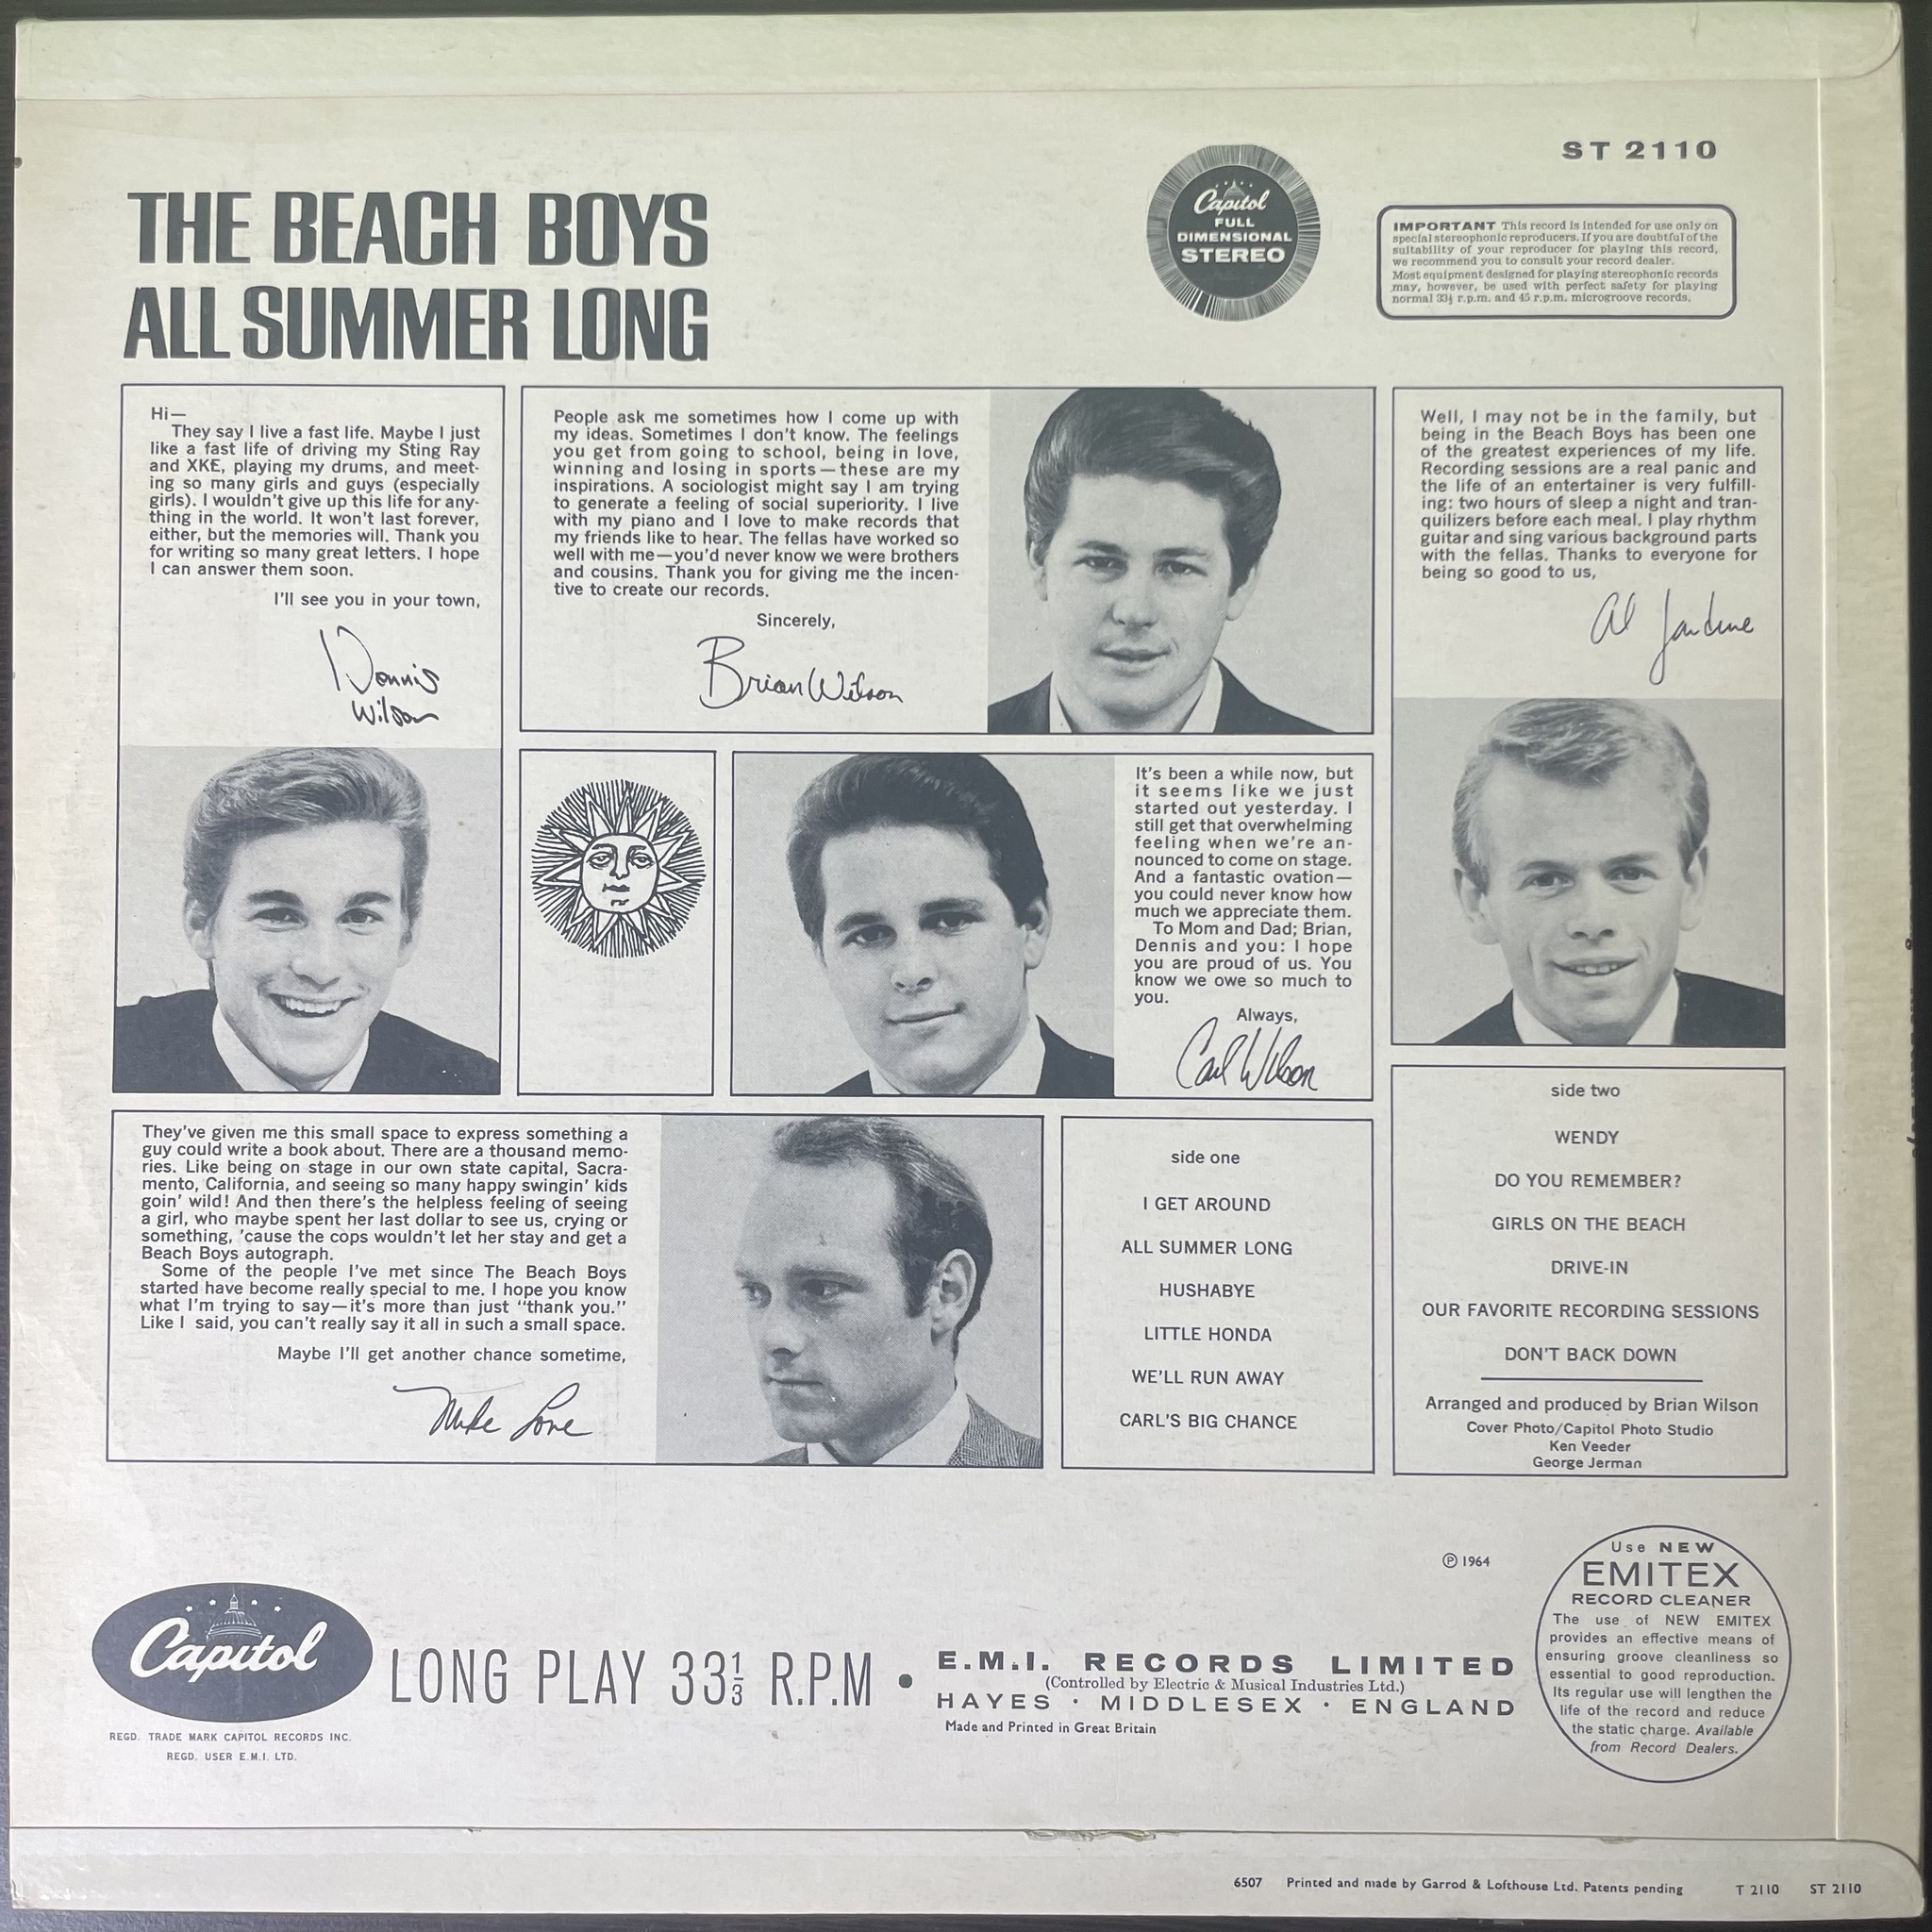 ST 2110
THE BEACH BOYS
ALL SUMMER LONG
Capitol
FULL
DIMENSIONAL
STEREO
IMPORTANT This record is intended for use only on
special stereophonic reproducers. If you are doubtful of the
suitability of your reproducer for playing this record,
we recommend you to consult your record dealer.
Most equipment designed for playing stereophonic records
may, however, be used with perfect safety for playing
normal 33⅓ r.p.m. and 45 r.p.m. microgroove records.
Hi—
They say I live a fast life. Maybe I just
like a fast life of driving my Sting Ray
and XKE, playing my drums, and meet-
ing so many girls and guys (especially
girls). I wouldn't give up this life for any-
thing in the world. It won't last forever,
either, but the memories will. Thank you
for writing so many great letters. I hope
I can answer them soon.
I'll see you in your town,
Dennis
Wilson
People ask me sometimes how I come up with
my ideas. Sometimes I don't know. The feelings
you get from going to school, being in love,
winning and losing in sports—these are my
inspirations. A sociologist might say I am trying
to generate a feeling of social superiority. I live
with my piano and I love to make records that
my friends like to hear. The fellas have worked so
well with me—you'd never know we were brothers
and cousins. Thank you for giving me the incen-
tive to create our records.
Sincerely,
Brian Wilson
Well, I may not be in the family, but
being in the Beach Boys has been one
of the greatest experiences of my life.
Recording sessions are a real panic and
the life of an entertainer is very fulfill-
ing: two hours of sleep a night and tran-
quilizers before each meal. I play rhythm
guitar and sing various background parts
with the fellas. Thanks to everyone for
being so good to us,
Al Jardine
It's been a while now, but
it seems like we just
started out yesterday. I
still get that overwhelming
feeling when we're an-
nounced to come on stage.
And a fantastic ovation—
you could never know how
much we appreciate them.
To Mom and Dad; Brian,
Dennis and you: I hope
you are proud of us. You
know we owe so much to
you.
Always,
Carl Wilson
They've given me this small space to express something a
guy could write a book about. There are a thousand memo-
ries. Like being on stage in our own state capital, Sacra-
mento, California, and seeing so many happy swingin' kids
goin' wild! And then there's the helpless feeling of seeing
a girl, who maybe spent her last dollar to see us, crying or
something, 'cause the cops wouldn't let her stay and get a
Beach Boys autograph.
Some of the people I've met since The Beach Boys
started have become really special to me. I hope you know
what I'm trying to say—it's more than just "thank you."
Like I said, you can't really say it all in such a small space.
Maybe I'll get another chance sometime,
Mike Love
side one
I GET AROUND
ALL SUMMER LONG
HUSHABYE
LITTLE HONDA
WE'LL RUN AWAY
CARL'S BIG CHANCE
side two
WENDY
DO YOU REMEMBER?
GIRLS ON THE BEACH
DRIVE-IN
OUR FAVORITE RECORDING SESSIONS
DON'T BACK DOWN
Arranged and produced by Brian Wilson
Cover Photo/Capitol Photo Studio
Ken Veeder
George Jerman
℗ 1964
Capitol
REGD. TRADE MARK CAPITOL RECORDS INC.
REGD. USER E.M.I. LTD.
LONG PLAY 33⅓ R.P.M •
E.M.I. RECORDS LIMITED
(Controlled by Electric & Musical Industries Ltd.)
HAYES · MIDDLESEX · ENGLAND
Made and Printed in Great Britain
Use NEW
EMITEX
RECORD CLEANER
The use of NEW EMITEX
provides an effective means of
ensuring groove cleanliness so
essential to good reproduction.
Its regular use will lengthen the
life of the record and reduce
the static charge. Available
from Record Dealers.
6507 Printed and made by Garrod & Lofthouse Ltd. Patents pending T 2110 ST 2110